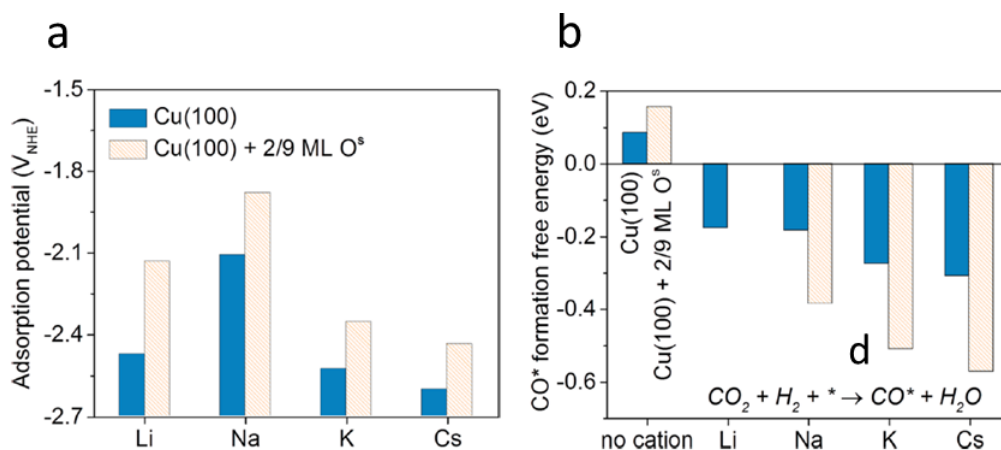 a
Adsorption potential (V_NHE)
-1.5
-1.8
-2.1
-2.4
-2.7
Cu(100)
Cu(100) + 2/9 ML Oˢ
Li Na K Cs
b
CO* formation free energy (eV)
0.2
0.0
-0.2
-0.4
-0.6
Cu(100)
Cu(100) + 2/9 ML Oˢ
d
CO₂ + H₂ + * → CO* + H₂O
no cation Li Na K Cs